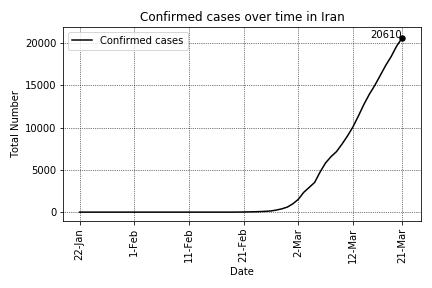 Confirmed cases over time in Iran
Confirmed cases
20610
20000
15000
10000
5000
0
Total Number
22-Jan
1-Feb
11-Feb
21-Feb
2-Mar
12-Mar
21-Mar
Date